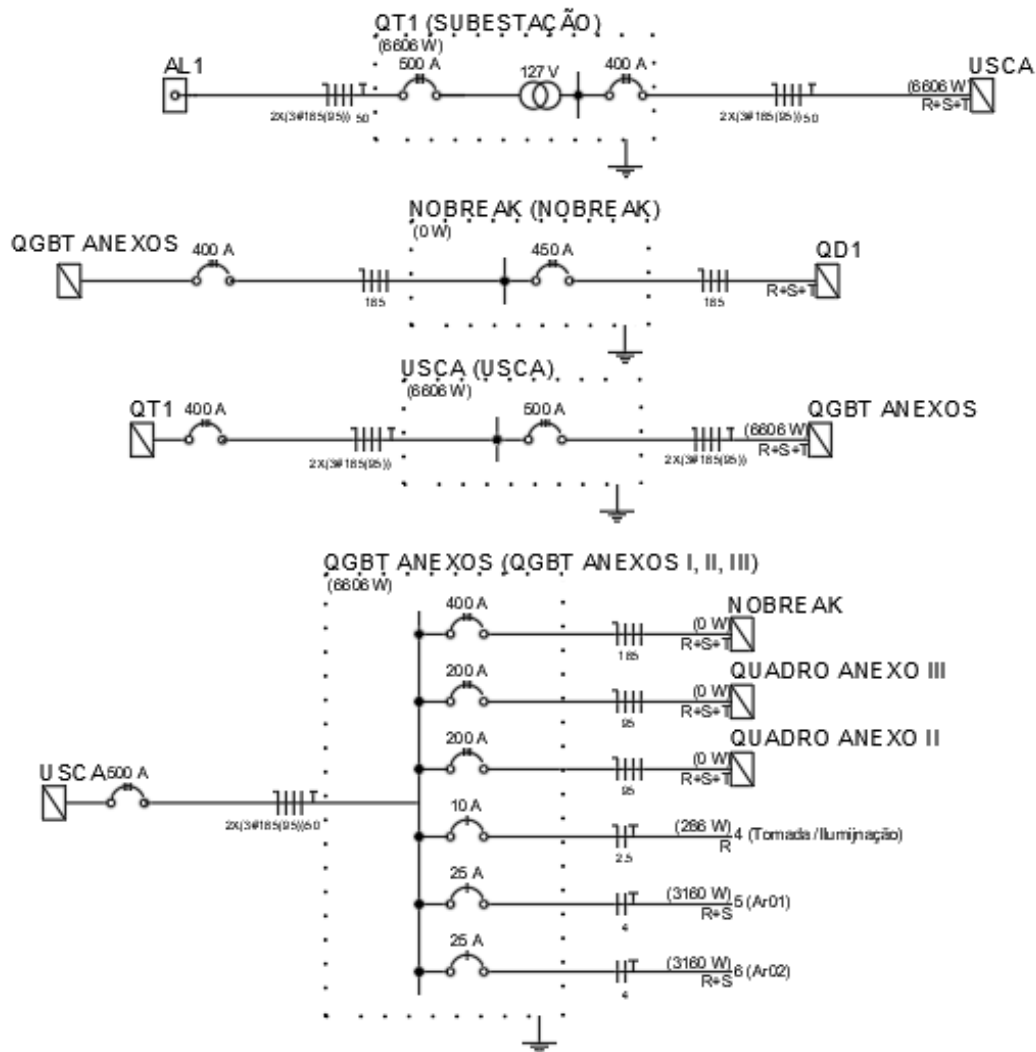 QT1 (SUBESTAÇÃO)
(6606 W)
AL1
500 A
127 V
400 A
USCA
(6606 W)
R+S+T
2X(3#185(95)) 50
2X(3#185(95)) 50
NOBREAK (NOBREAK)
(0 W)
QGBT ANEXOS
400 A
450 A
QD1
185
185
R+S+T
USCA (USCA)
(6606 W)
QT1
400 A
500 A
QGBT ANEXOS
(6606 W)
R+S+T
2X(3#185(95))
2X(3#185(95))
QGBT ANEXOS (QGBT ANEXOS I, II, III)
(6606 W)
400 A
NOBREAK
(0 W)
R+S+T
185
200 A
QUADRO ANEXO III
(0 W)
R+S+T
95
200 A
QUADRO ANEXO II
(0 W)
R+S+T
95
USCA
500 A
2X(3#185(95))50
10 A
(286 W)
R
4 (Tomada/Ilumijnação)
2.5
25 A
(3160 W)
R+S
5 (Ar01)
4
25 A
(3160 W)
R+S
6 (Ar02)
4